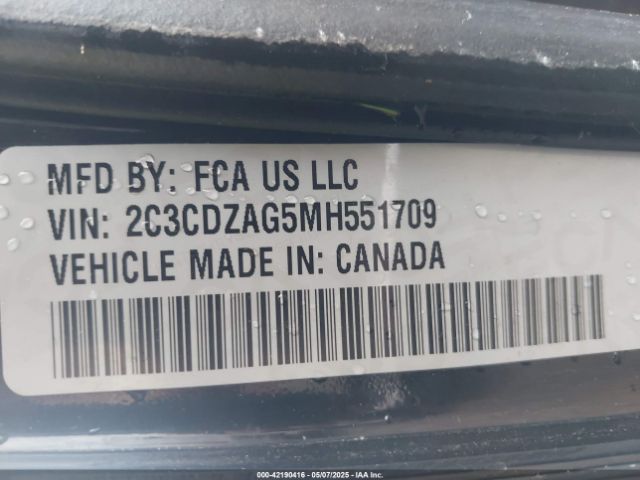 MFD BY: FCA US LLC
VIN: 2C3CDZAG5MH551709
VEHICLE MADE IN: CANADA
000-42190416 - 05/07/2025 - IAA Inc.